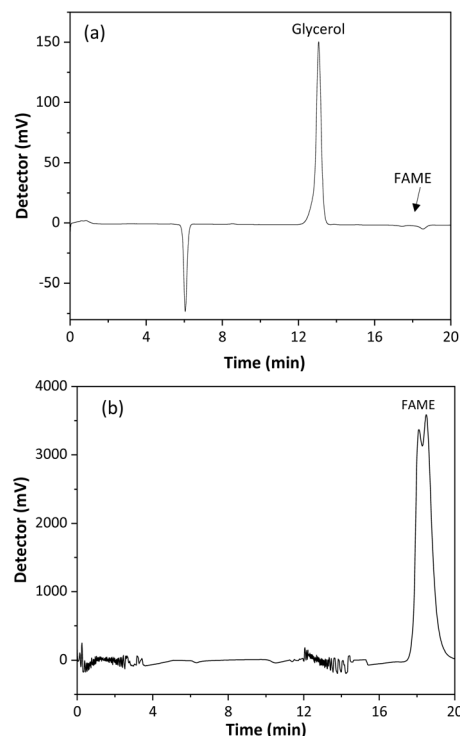 (a)
Glycerol
150
100
50
0
-50
FAME
Detector (mV)
0 4 8 12 16 20
Time (min)
(b)
FAME
4000
3000
2000
1000
0
Detector (mV)
0 4 8 12 16 20
Time (min)